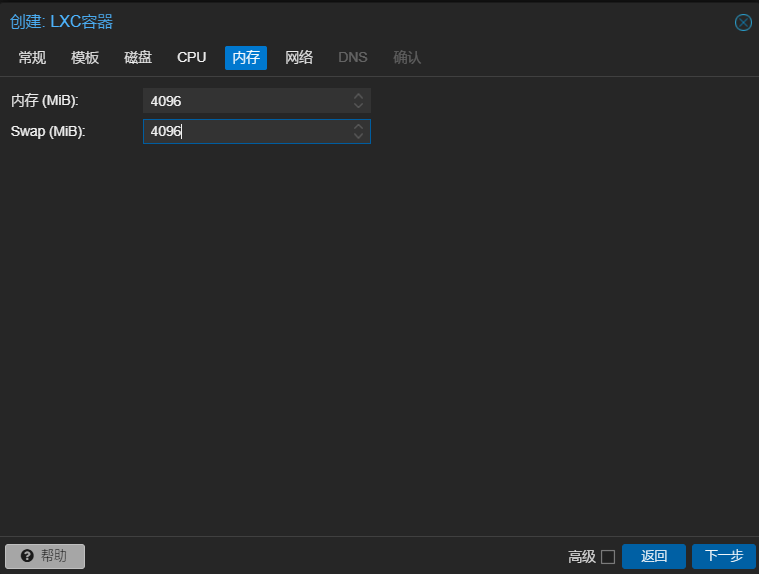 创建: LXC容器
常规 模板 磁盘 CPU 内存 网络 DNS 确认
内存 (MiB): 4096
Swap (MiB): 4096
帮助 高级 返回 下一步